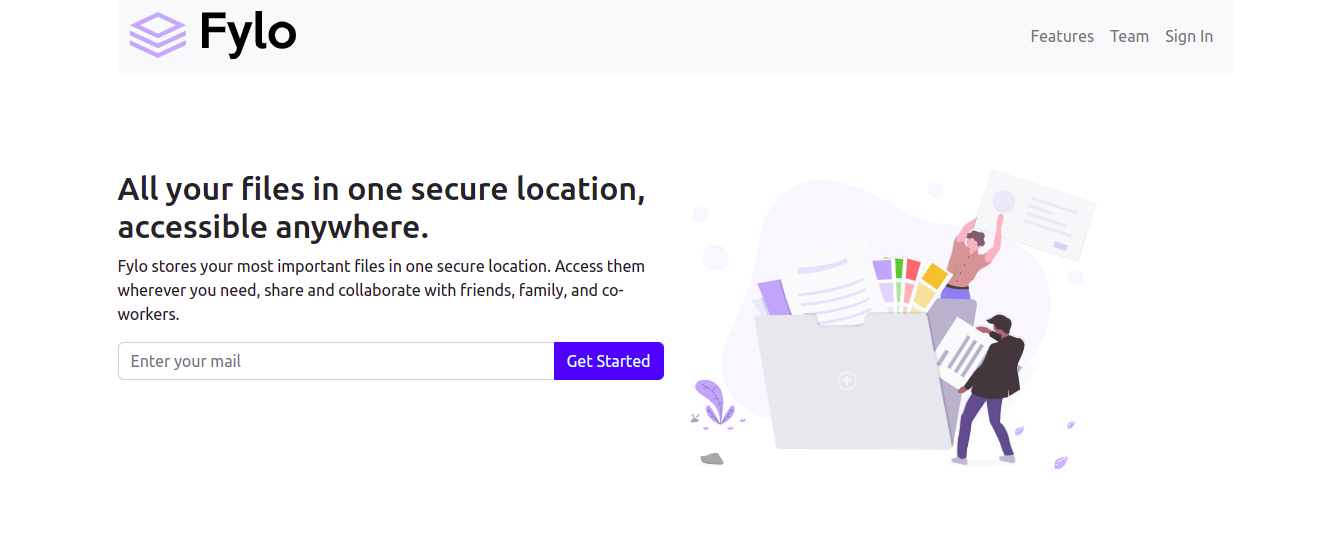 Fylo
Features Team Sign In
All your files in one secure location,
accessible anywhere.
Fylo stores your most important files in one secure location. Access them
wherever you need, share and collaborate with friends, family, and co-
workers.
Enter your mail
Get Started